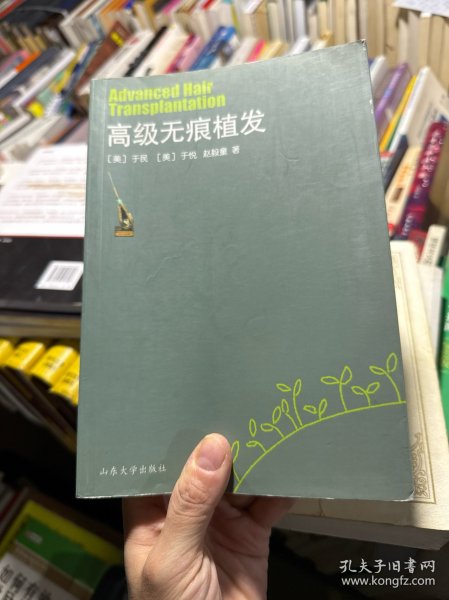 Advanced Hair
Transplantation
高级无痕植发
[美] 于民 [美] 于悦 赵毅豪 著
山东大学出版社
孔夫子旧书网
www.kongfz.com